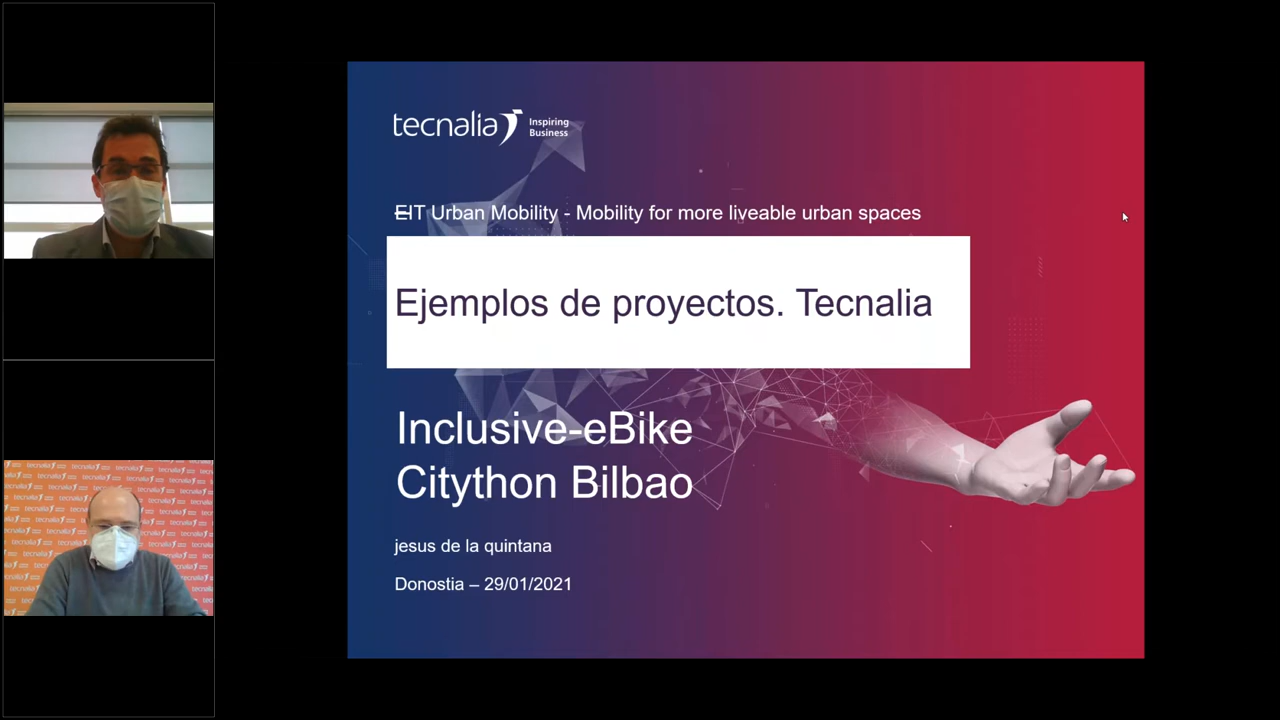 tecnalia Inspiring
Business
EIT Urban Mobility - Mobility for more liveable urban spaces
Ejemplos de proyectos. Tecnalia
Inclusive-eBike
Citython Bilbao
jesus de la quintana
Donostia – 29/01/2021